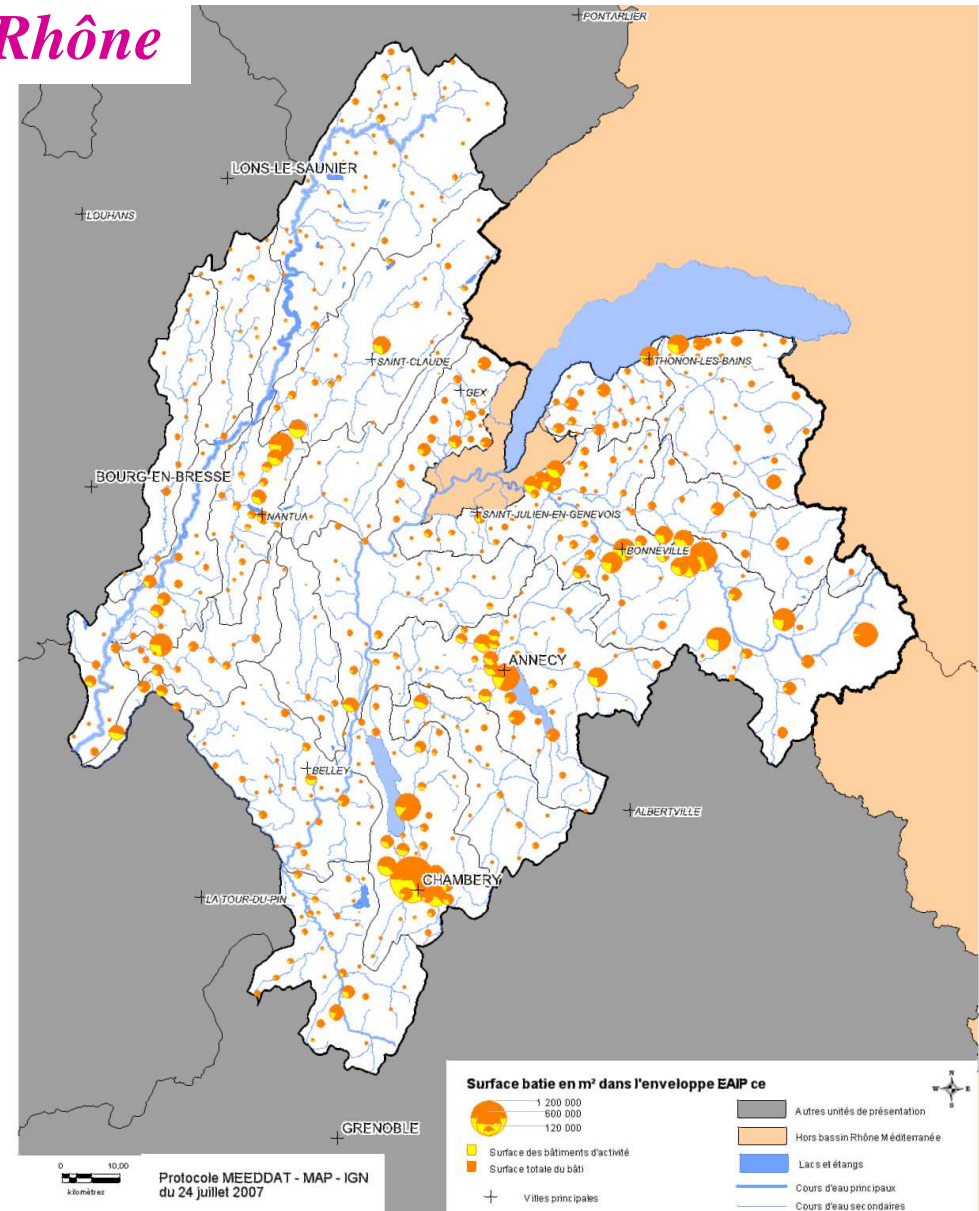 Rhône
PONTARLIER
LONS-LE-SAUNIER
LOUHANS
SAINT-CLAUDE
THONON-LES-BAINS
GEX
BOURG-EN-BRESSE
NANTUA
SAINT-JULIEN-EN-GENEVOIS
BONNEVILLE
ANNECY
BELLEY
ALBERTVILLE
CHAMBERY
LA TOUR-DU-PIN
GRENOBLE
Surface batie en m² dans l'enveloppe EAIP ce
1 200 000
600 000
120 000
Surface des bâtiments d'activité
Surface totale du bâti
Villes principales
N
W E
S
Autres unités de présentation
Hors bassin Rhône Méditerranée
Lacs et étangs
Cours d'eau principaux
Cours d'eau secondaires
0 10,00
kilomètres
Protocole MEEDDAT - MAP - IGN
du 24 juillet 2007